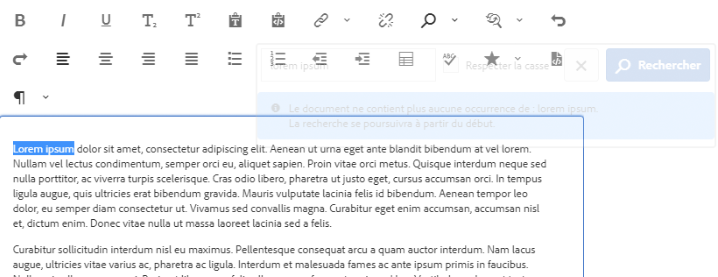 B I U T₂ T² T
ABC
lorem ipsum Respetter la casse Rechercher
Le document ne contient plus aucune occurrence de : lorem ipsum.
La recherche se poursuivra à partir du début.
Lorem ipsum dolor sit amet, consectetur adipiscing elit. Aenean ut urna eget ante blandit bibendum at vel lorem.
Nullam vel lectus condimentum, semper orci eu, aliquet sapien. Proin vitae orci metus. Quisque interdum neque sed
nulla porttitor, ac viverra turpis scelerisque. Cras odio libero, pharetra ut justo eget, cursus accumsan orci. In tempus
ligula augue, quis ultricies erat bibendum gravida. Mauris vulputate lacinia felis id bibendum. Aenean tempor leo
dolor, eu semper diam consectetur ut. Vivamus sed convallis magna. Curabitur eget enim accumsan, accumsan nisl
et, dictum enim. Donec vitae nulla ut massa laoreet lacinia sed a felis.
Curabitur sollicitudin interdum nisl eu maximus. Pellentesque consequat arcu a quam auctor interdum. Nam lacus
augue, ultricies vitae varius ac, pharetra ac ligula. Interdum et malesuada fames ac ante ipsum primis in faucibus.